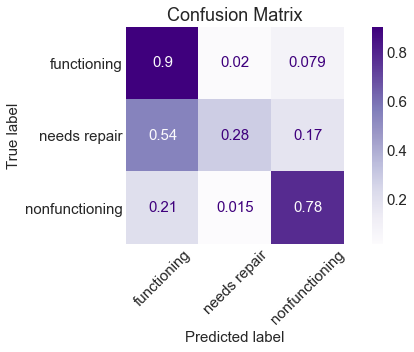 Confusion Matrix
True label
functioning
0.9
0.02
0.079
needs repair
0.54
0.28
0.17
nonfunctioning
0.21
0.015
0.78
functioning
needs repair
nonfunctioning
Predicted label
0.8
0.6
0.4
0.2